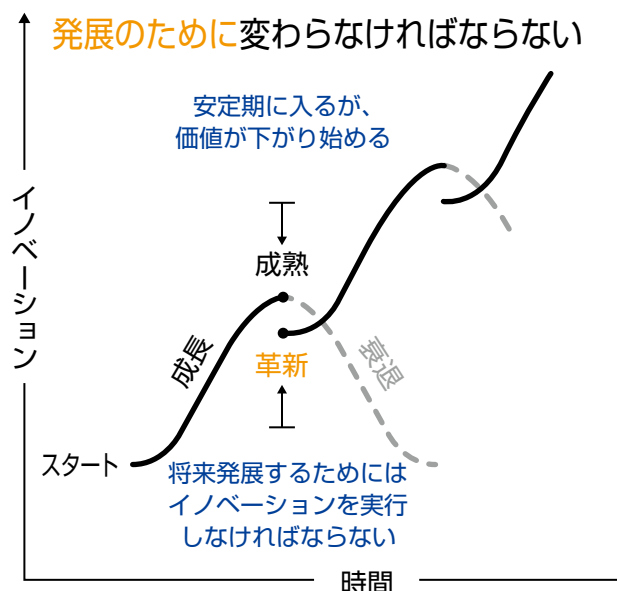 発展のために変わらなければならない
安定期に入るが、
価値が下がり始める
イノベーション
成熟
成長
革新
衰退
スタート
将来発展するためには
イノベーションを実行
しなければならない
時間